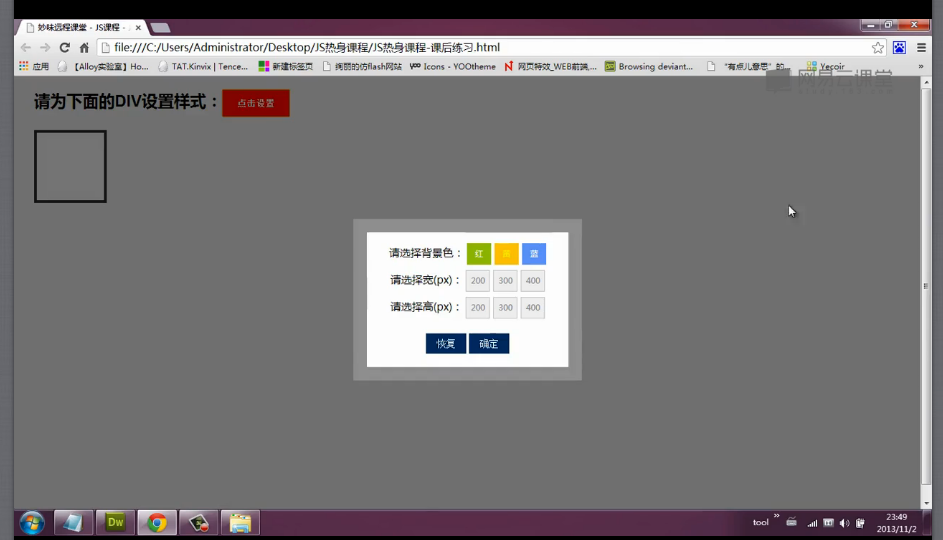 妙味远程课堂 - JS课程 - .
file:///C:/Users/Administrator/Desktop/JS热身课程/JS热身课程-课后练习.html
应用 【Alloy实验室】Ho... TAT.Kinvix | Tence... 新建标签页 绚丽的仿flash网站 YOO Icons - YOOtheme 网页特效_WEB前端,... Browsing deviant... "有点儿意思" 的... Yecoir »
网易云课堂
请为下面的DIV设置样式： 点击设置
请选择背景色： 红 黄 蓝
请选择宽(px)： 200 300 400
请选择高(px)： 200 300 400
恢复 确定
Dw tool » 23:49
2013/11/2